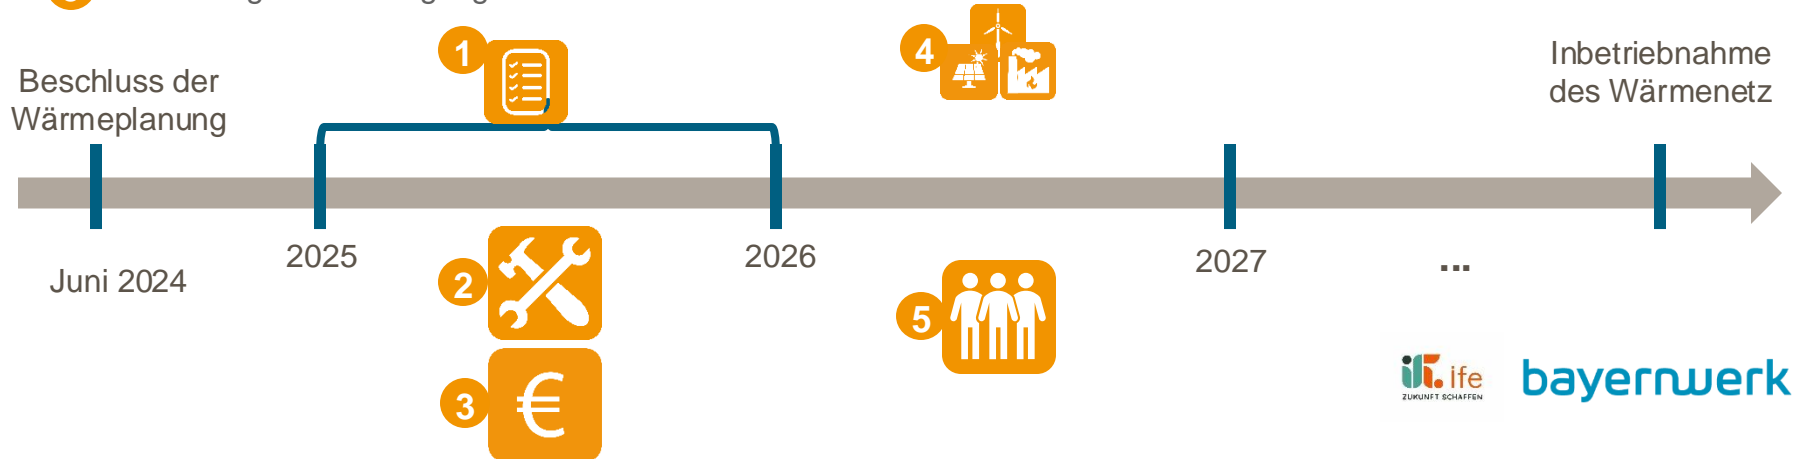 1
4
Beschluss der
Wärmeplanung
Inbetriebnahme
des Wärmenetz
2025
2026
2027
...
Juni 2024
2
5
3
€
ife
ZUKUNFT SCHAFFEN
bayernwerk